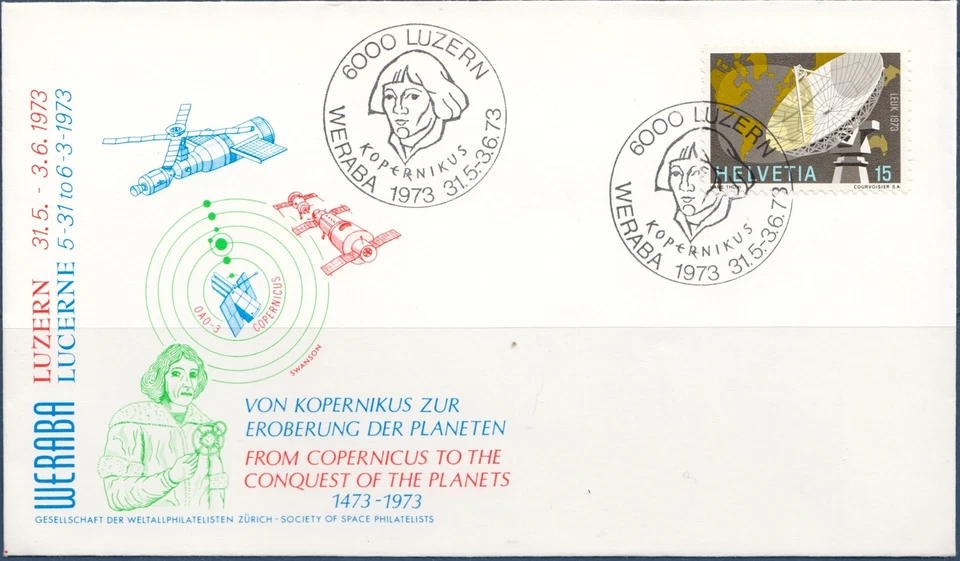 WERABA LUZERN 31.5. - 3.6.1973
LUCERNE 5-31 to 6-3-1973
OAO-3 COPERNICUS
SWANSON
VON KOPERNIKUS ZUR
EROBERUNG DER PLANETEN
FROM COPERNICUS TO THE
CONQUEST OF THE PLANETS
1473-1973
GESELLSCHAFT DER WELTALLPHILATELISTEN ZÜRICH - SOCIETY OF SPACE PHILATELISTS
6000 LUZERN
KOPERNIKUS
WERABA 1973 31.5.-3.6.73
6000 LUZERN
KOPERNIKUS
WERABA 1973 31.5.-3.6.73
LEUK 1973
HELVETIA 15
COURVOISIER S.A.